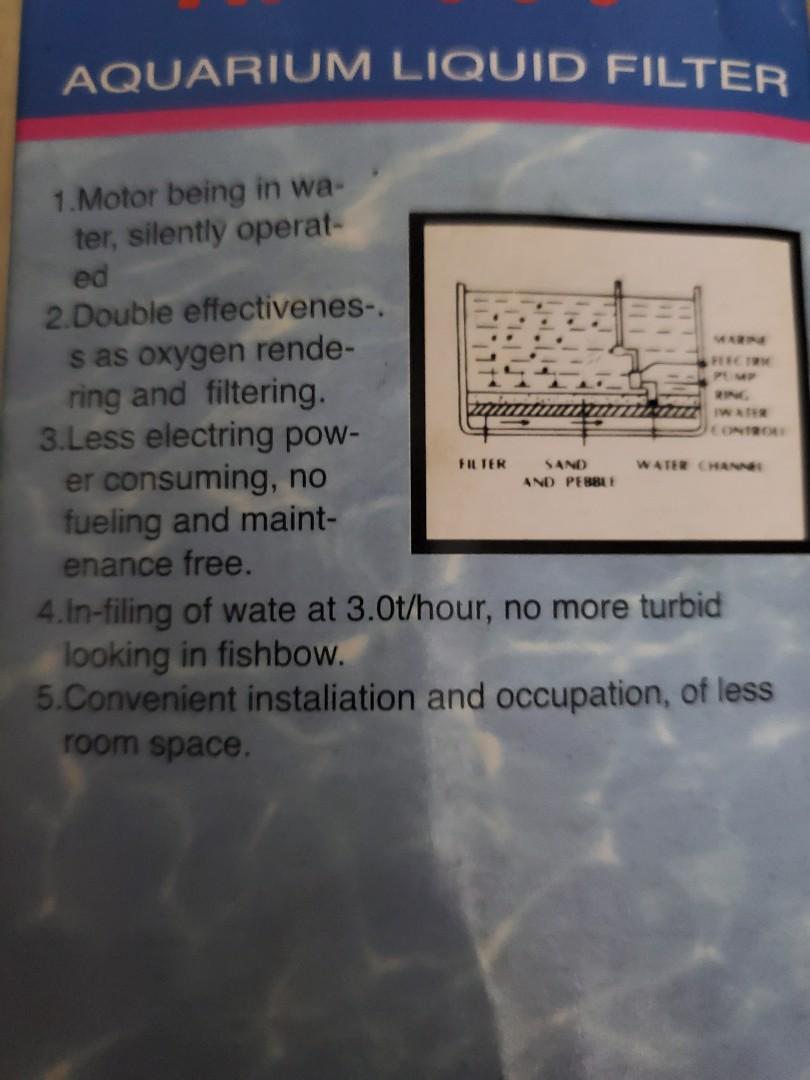 AQUARIUM LIQUID FILTER
1.Motor being in wa-
ter, silently operat-
ed
2.Double effectivenes-.
s as oxygen rende-
ring and filtering.
3.Less electring pow-
er consuming, no
fueling and maint-
enance free.
4.In-filing of wate at 3.0t/hour, no more turbid
looking in fishbow.
5.Convenient instaliation and occupation, of less
room space.
MARINE
ELECTRIC
PUMP
RING
FILTER SAND WATER CHANNEL
AND PEBBLE